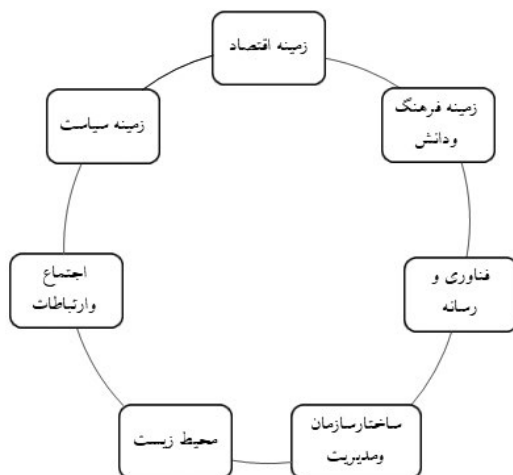 زمینه اقتصاد
زمینه فرهنگ
ودانش
زمینه سیاست
فناوری و
رسانه
اجتماع
وارتباطات
ساختارسازمان
ومدیریت
محیط زیست